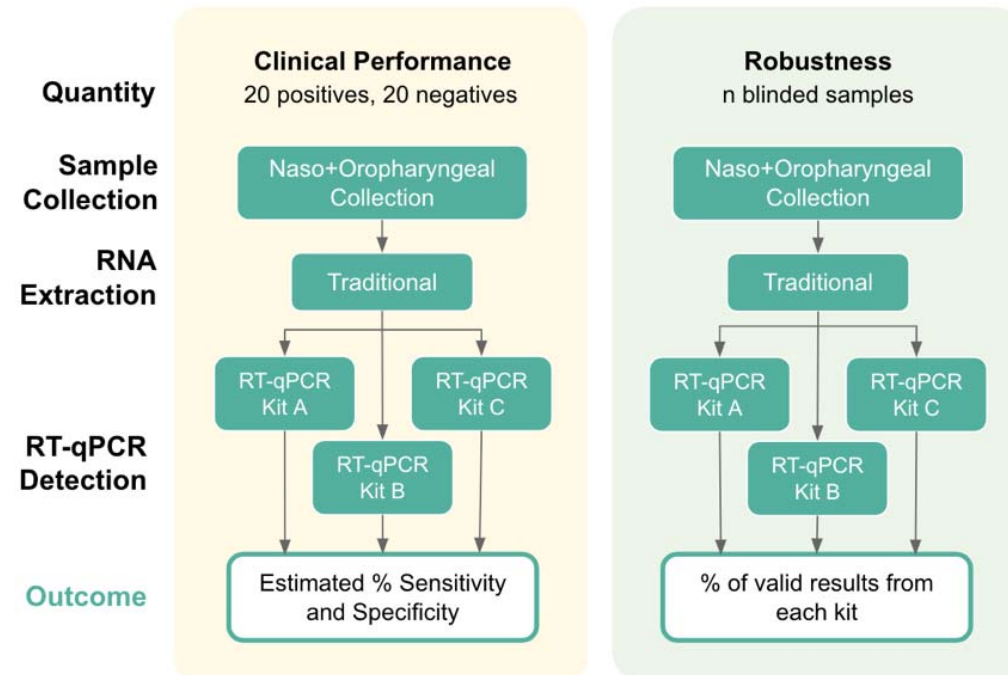 Clinical Performance
Robustness
Quantity
20 positives, 20 negatives
n blinded samples
Sample
Collection
Naso+Oropharyngeal
Collection
Naso+Oropharyngeal
Collection
RNA
Extraction
Traditional
Traditional
RT-qPCR
Detection
RT-qPCR
Kit A
RT-qPCR
Kit C
RT-qPCR
Kit B
RT-qPCR
Kit A
RT-qPCR
Kit C
RT-qPCR
Kit B
Outcome
Estimated % Sensitivity
and Specificity
% of valid results from
each kit